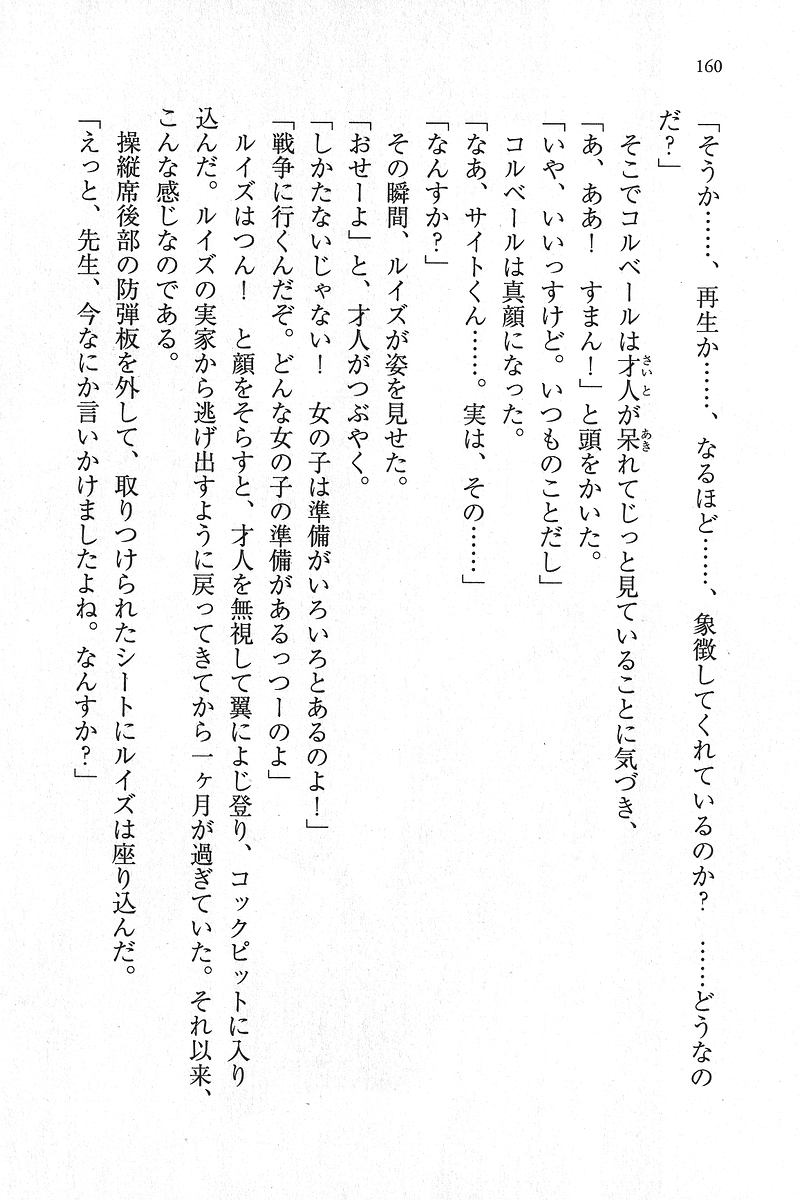 160
「そうか……、再生か……、なるほど……、象徴してくれているのか？　……どうなの
だ？」
　そこでコルベールは才人が呆れてじっと見ていることに気づき、
「あ、ああ！　すまん！」と頭をかいた。
「いや、いいっすけど。いつものことだし」
　コルベールは真顔になった。
「なあ、サイトくん……。実は、その……」
「なんすか？」
　その瞬間、ルイズが姿を見せた。
「おせーよ」と、才人がつぶやく。
「しかたないじゃない！　女の子は準備がいろいろとあるのよ！」
「戦争に行くんだぞ。どんな女の子の準備があるっつーのよ」
　ルイズはつん！　と顔をそらすと、才人を無視して翼によじ登り、コックピットに入り
込んだ。ルイズの実家から逃げ出すように戻ってきてから一ヶ月が過ぎていた。それ以来、
こんな感じなのである。
　操縦席後部の防弾板を外して、取りつけられたシートにルイズは座り込んだ。
「えっと、先生、今なにか言いかけましたよね。なんすか？」